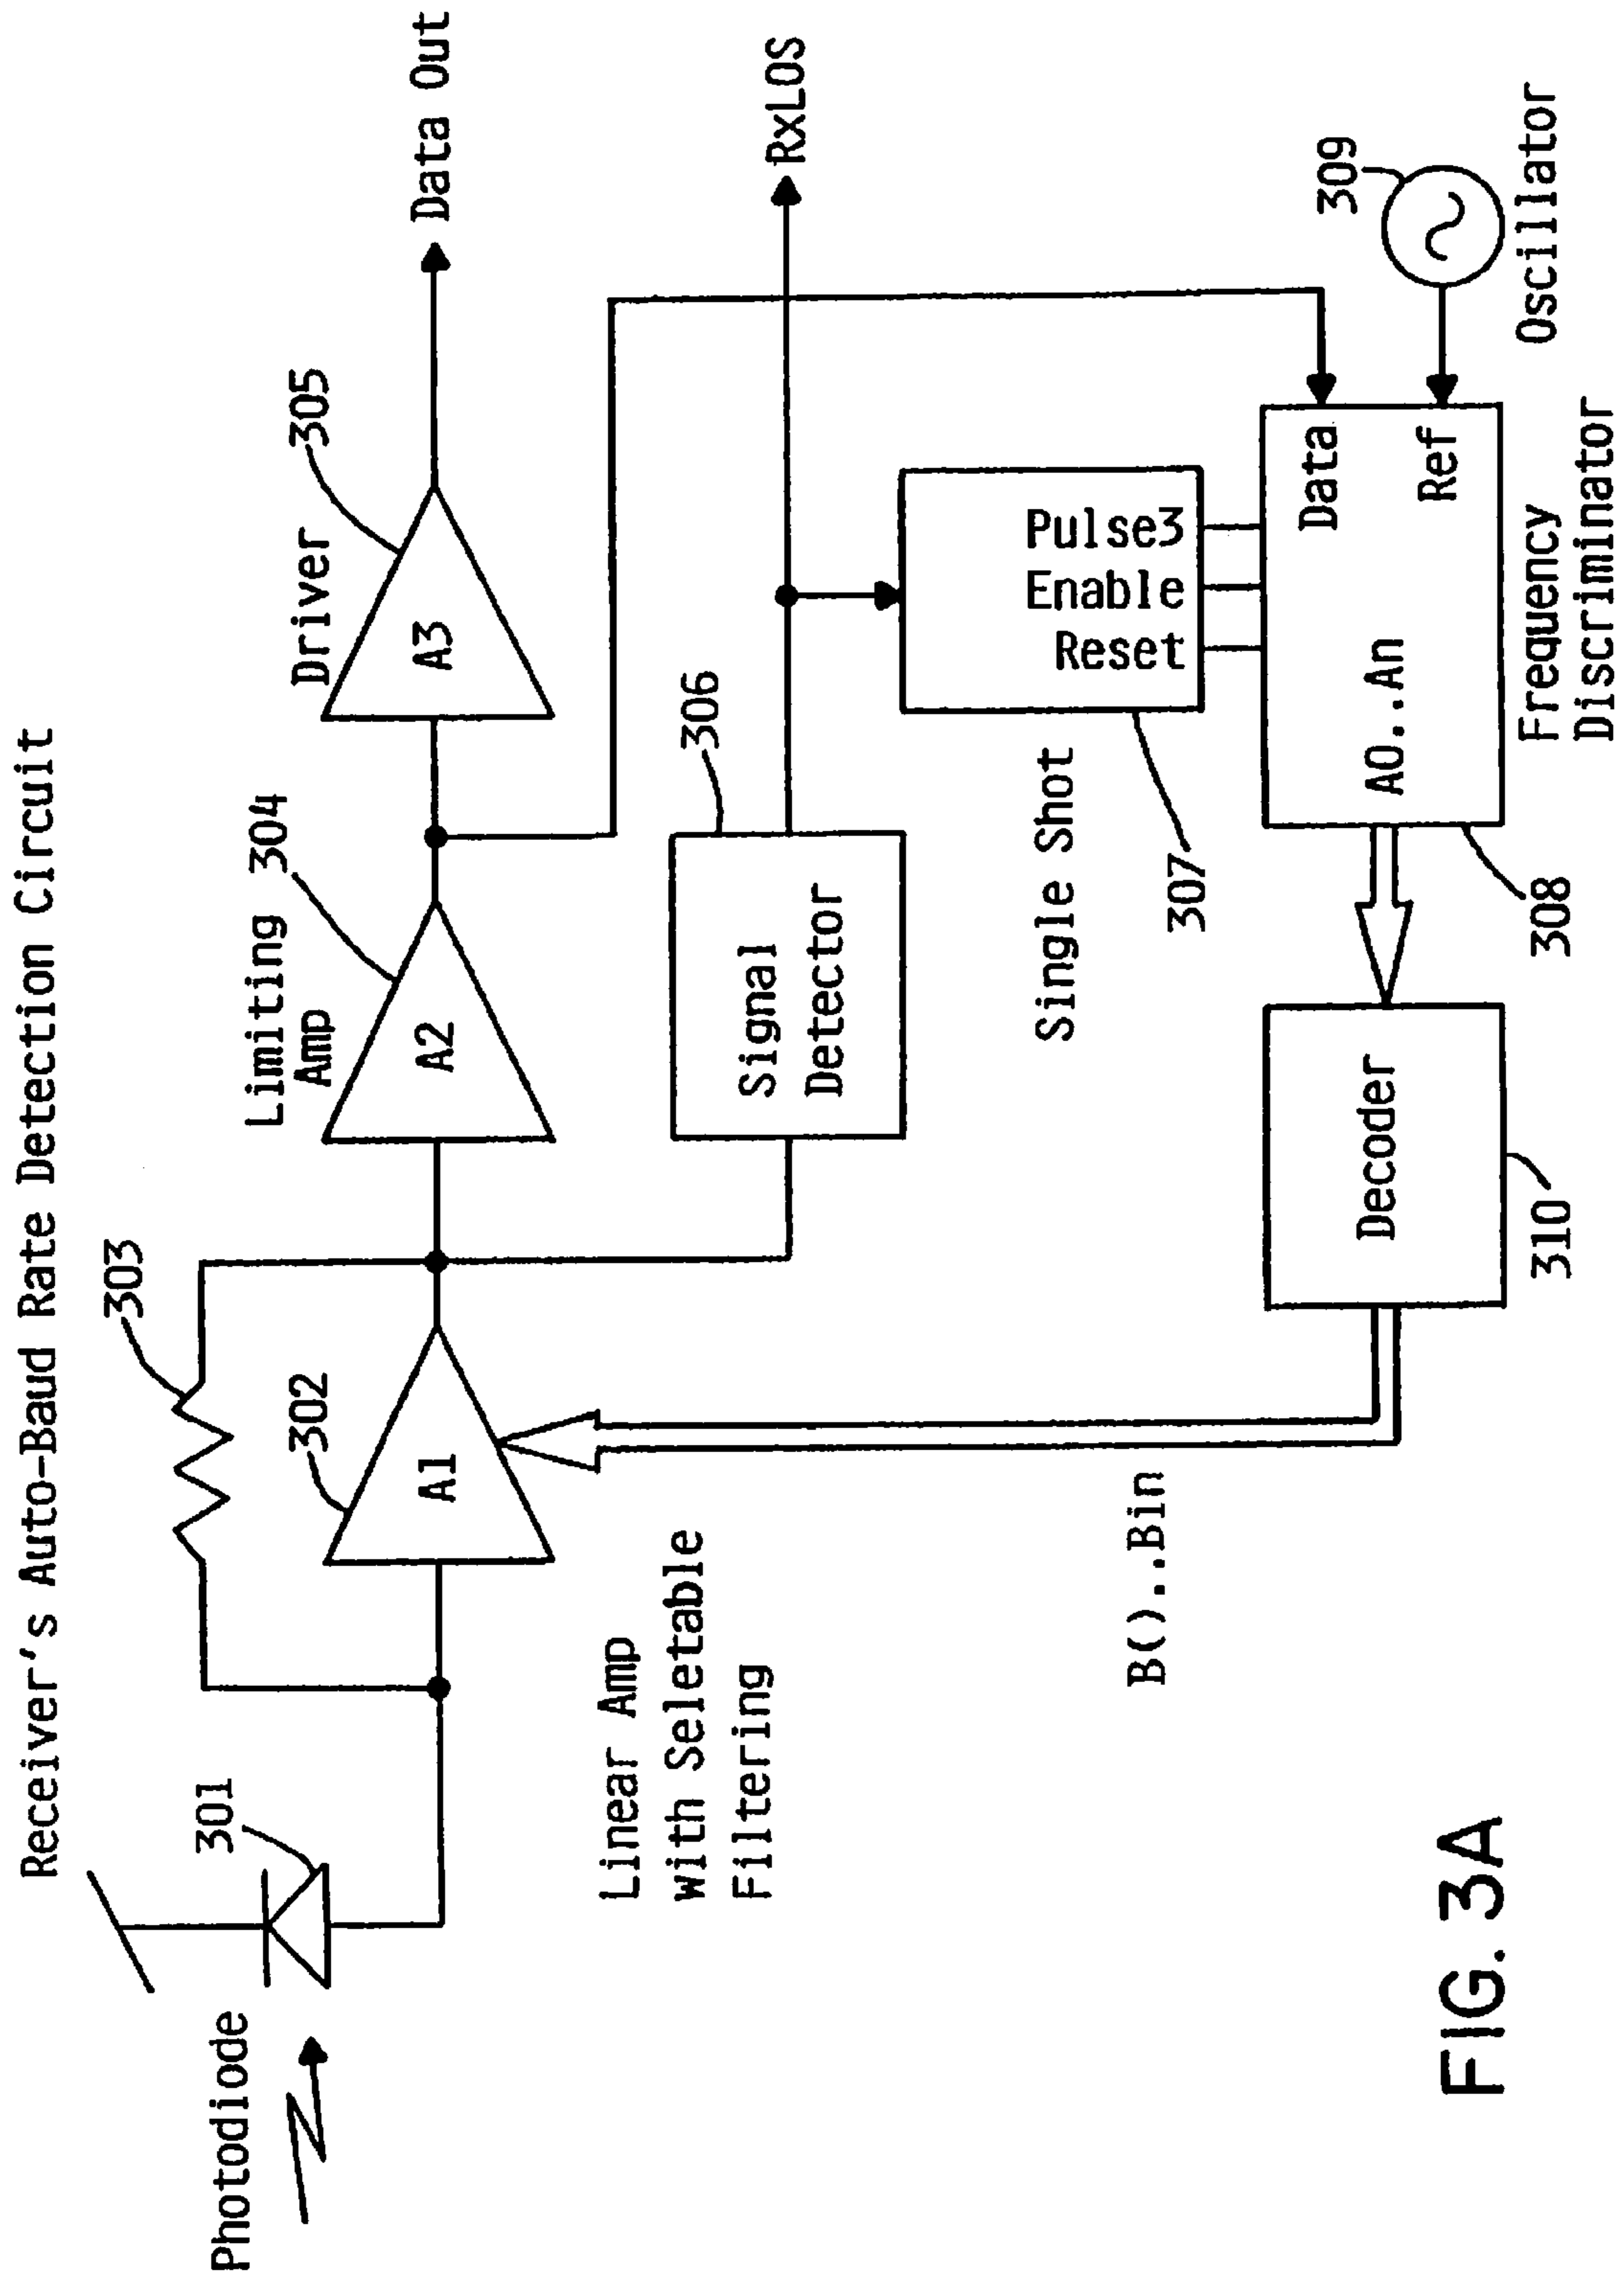 Receiver's Auto-Baud Rate Detection Circuit
Photodiode
301
303
302
A1
Linear Amp
with Seletable
Filtering
Limiting
Amp
304
A2
Driver
305
A3
Data Out
306
Signal
Detector
RxLOS
Single Shot
307
Reset
Enable
Pulse3
B()..Bin
Decoder
310
A0..An
Data
Ref
308
Frequency
Discriminator
309
Oscillator
FIG. 3A